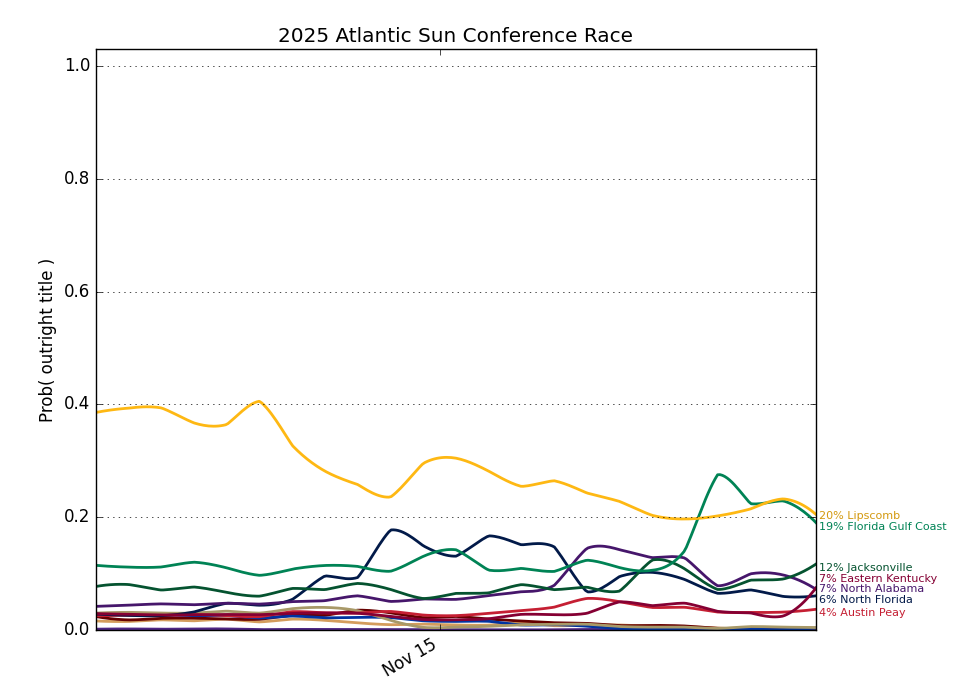 2025 Atlantic Sun Conference Race
1.0
0.8
0.6
0.4
0.2
0.0
Prob( outright title )
Nov 15
20% Lipscomb
19% Florida Gulf Coast
12% Jacksonville
7% Eastern Kentucky
7% North Alabama
6% North Florida
4% Austin Peay